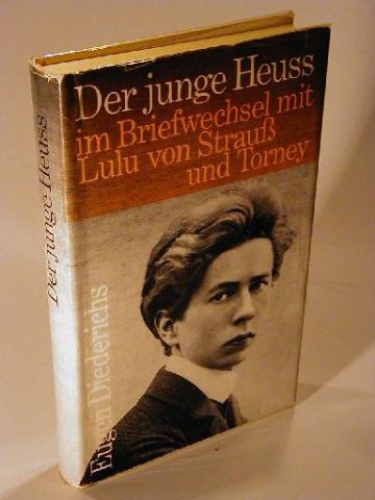 Der junge Heuss
im Briefwechsel mit
Lulu von Strauß
und Torney
Eugen Diederichs
Der junge Heuss